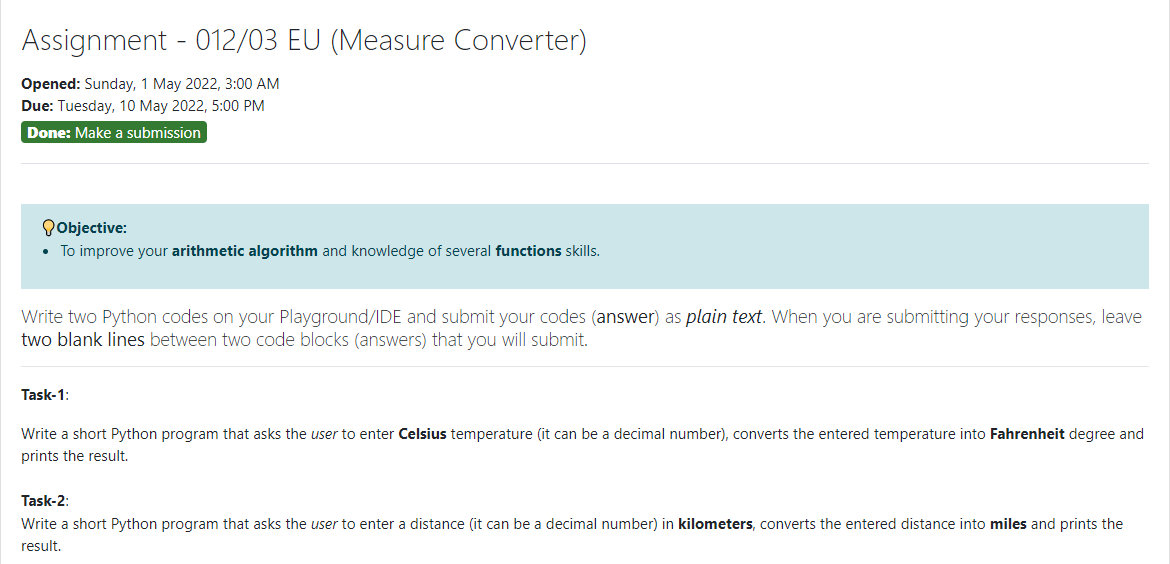 Assignment - 012/03 EU (Measure Converter)
Opened: Sunday, 1 May 2022, 3:00 AM
Due: Tuesday, 10 May 2022, 5:00 PM
Done: Make a submission
Objective:
• To improve your arithmetic algorithm and knowledge of several functions skills.
Write two Python codes on your Playground/IDE and submit your codes (answer) as plain text. When you are submitting your responses, leave
two blank lines between two code blocks (answers) that you will submit.
Task-1:
Write a short Python program that asks the user to enter Celsius temperature (it can be a decimal number), converts the entered temperature into Fahrenheit degree and
prints the result.
Task-2:
Write a short Python program that asks the user to enter a distance (it can be a decimal number) in kilometers, converts the entered distance into miles and prints the
result.